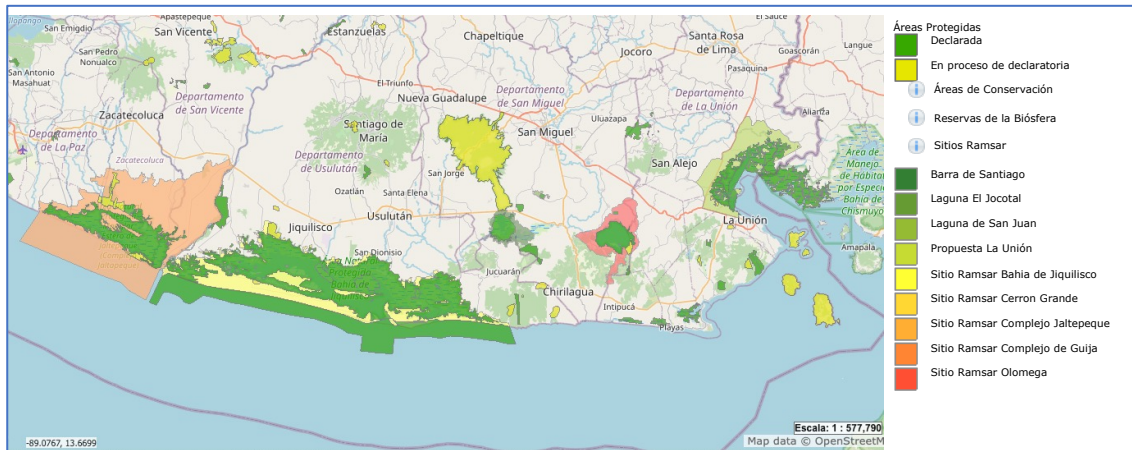 San Emigdio
Apastepeque
San Vicente
Estanzuelas
Chapeltique
El Sauce
Santa Rosa
de Lima
Goascorán
Langue
Jocoro
Pasaquina
San Pedro
Nonualco
San Antonio
Masahuat
El Triunfo
Departamento
de San Vicente
Nueva Guadalupe
Departamento
de San Miguel
Departamento
de La Unión
Alianza
Zacatecoluca
Santiago de
María
Uluazapa
San Miguel
Departamento
de La Paz
Zacatecoluca
Departamento
de Usulután
San Jorge
San Alejo
Área de
Manejo
de Hábitat
por Especie
Bahía de
Chismuyo
Ozatlán
Santa Elena
Jiquilisco
Usulután
La Unión
Amapala
San Dionisio
Jucuarán
Chirilagua
Intipucá
Playas
-89.0767, 13.6699
Escala: 1 : 577,790
Map data © OpenStreetM
Áreas Protegidas
Declarada
En proceso de declaratoria
Áreas de Conservación
Reservas de la Biósfera
Sitios Ramsar
Barra de Santiago
Laguna El Jocotal
Laguna de San Juan
Propuesta La Unión
Sitio Ramsar Bahia de Jiquilisco
Sitio Ramsar Cerron Grande
Sitio Ramsar Complejo Jaltepeque
Sitio Ramsar Complejo de Guija
Sitio Ramsar Olomega